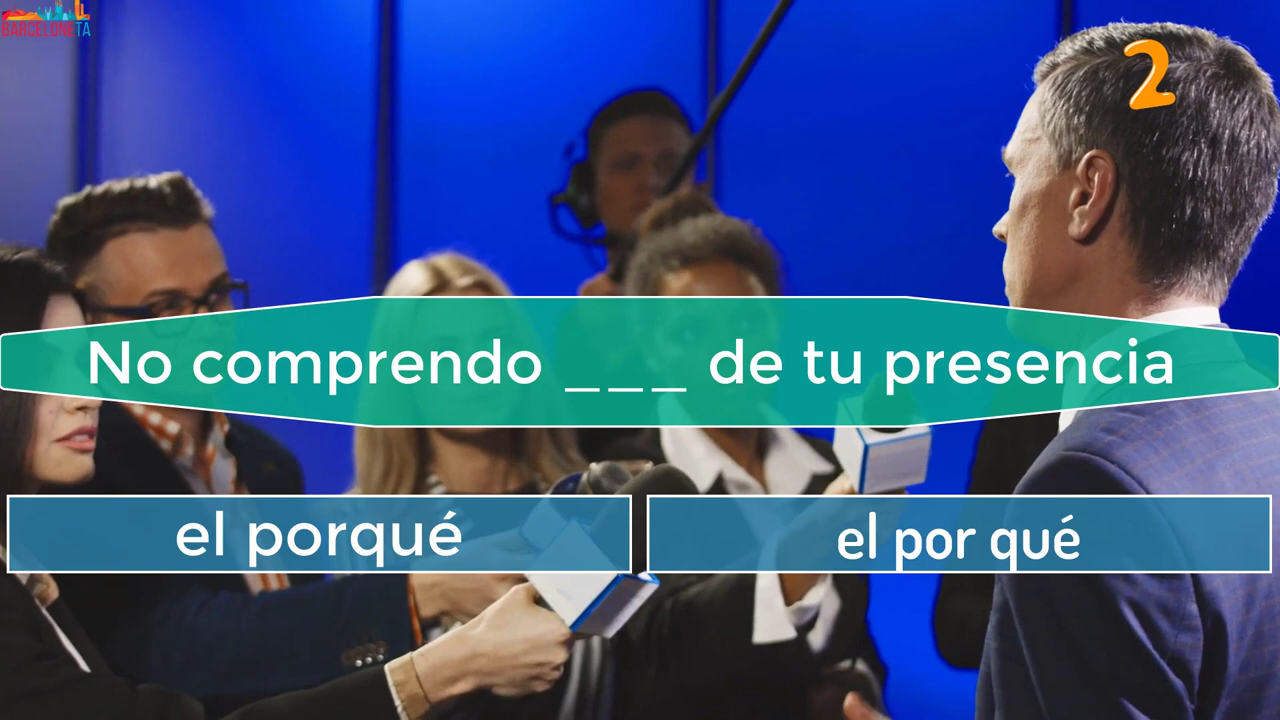 BARCELONETA
2
No comprendo ___ de tu presencia
el porqué
el por qué